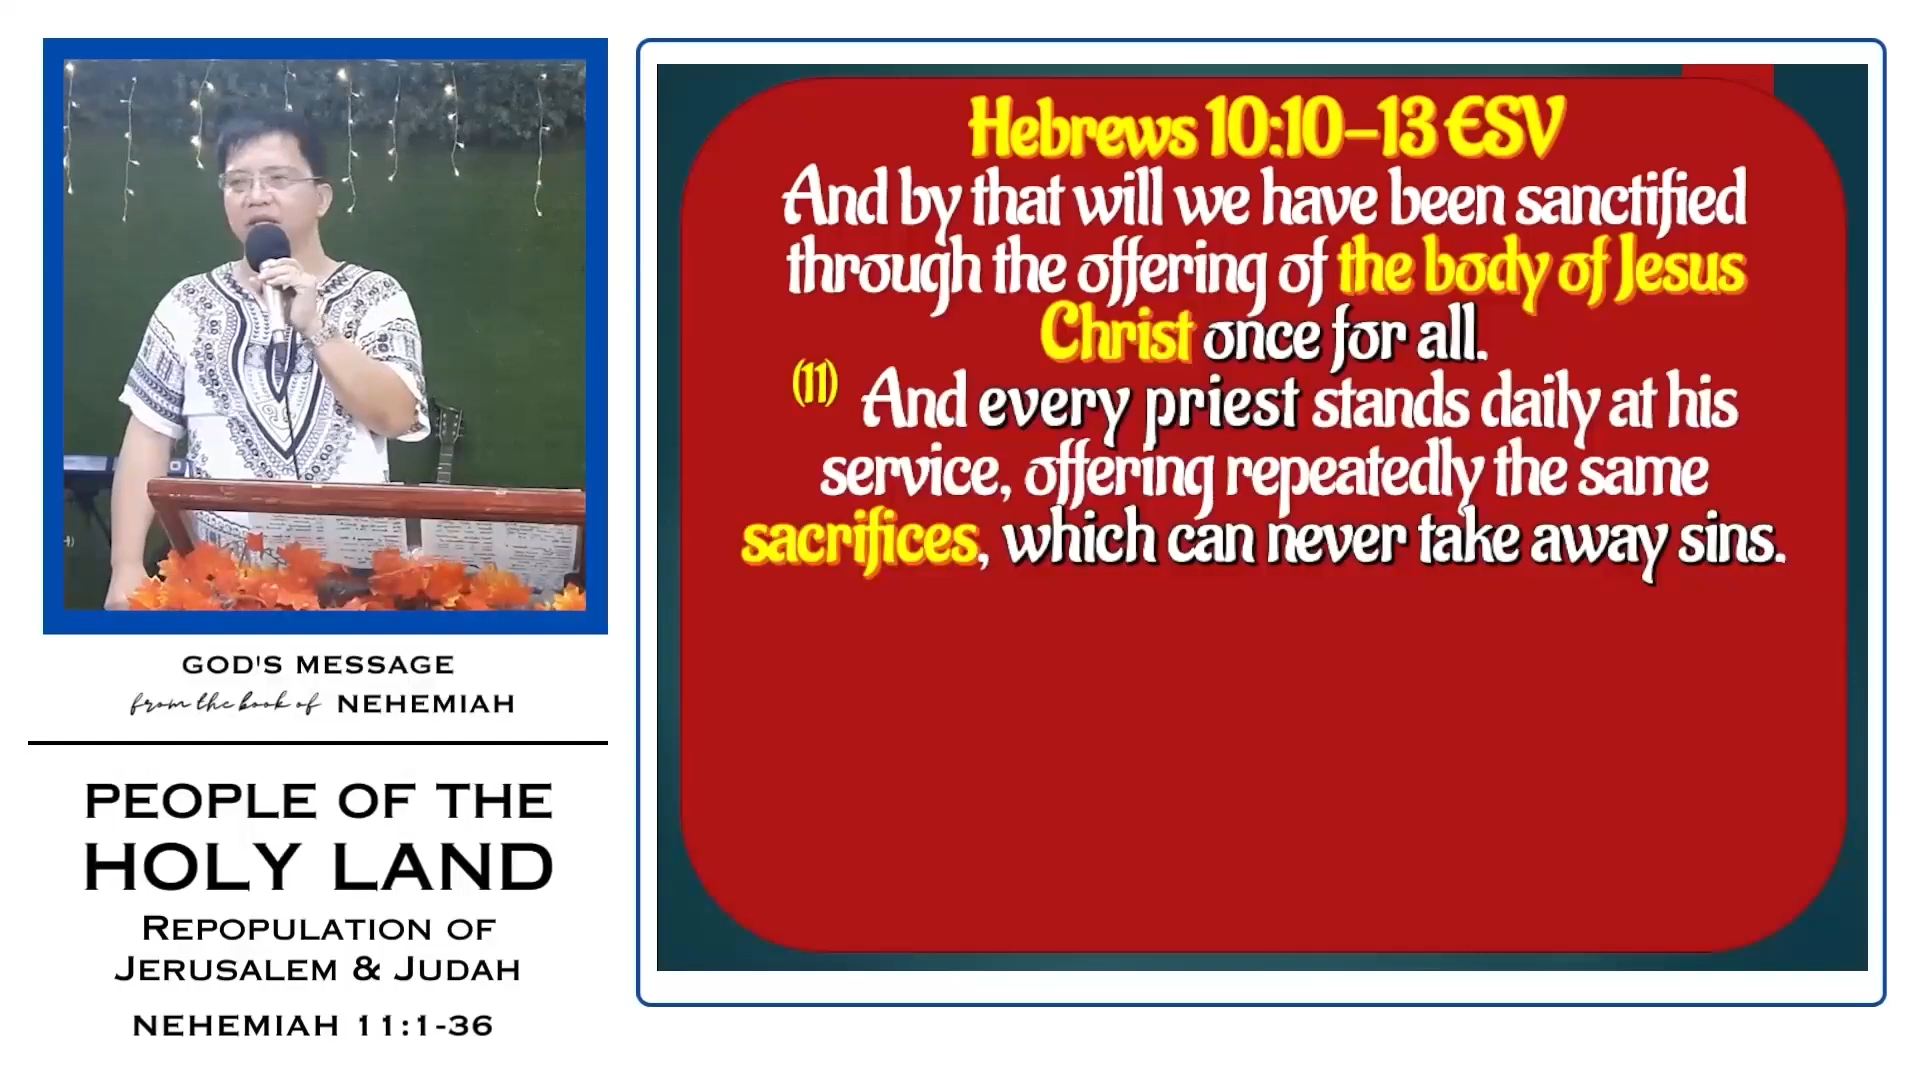 GOD'S MESSAGE
from the book of NEHEMIAH
PEOPLE OF THE
HOLY LAND
REPOPULATION OF
JERUSALEM & JUDAH
NEHEMIAH 11:1-36
Hebrews 10:10–13 ESV
And by that will we have been sanctified
through the offering of the body of Jesus
Christ once for all.
(11) And every priest stands daily at his
service, offering repeatedly the same
sacrifices, which can never take away sins.